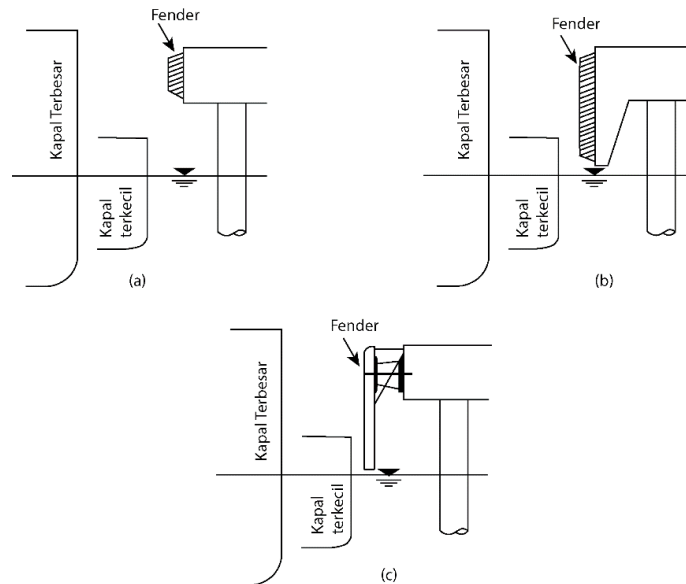 Fender
Kapal Terbesar
Kapal
terkecil
(a)
Fender
Kapal Terbesar
Kapal
terkecil
(b)
Fender
Kapal Terbesar
Kapal
terkecil
(c)